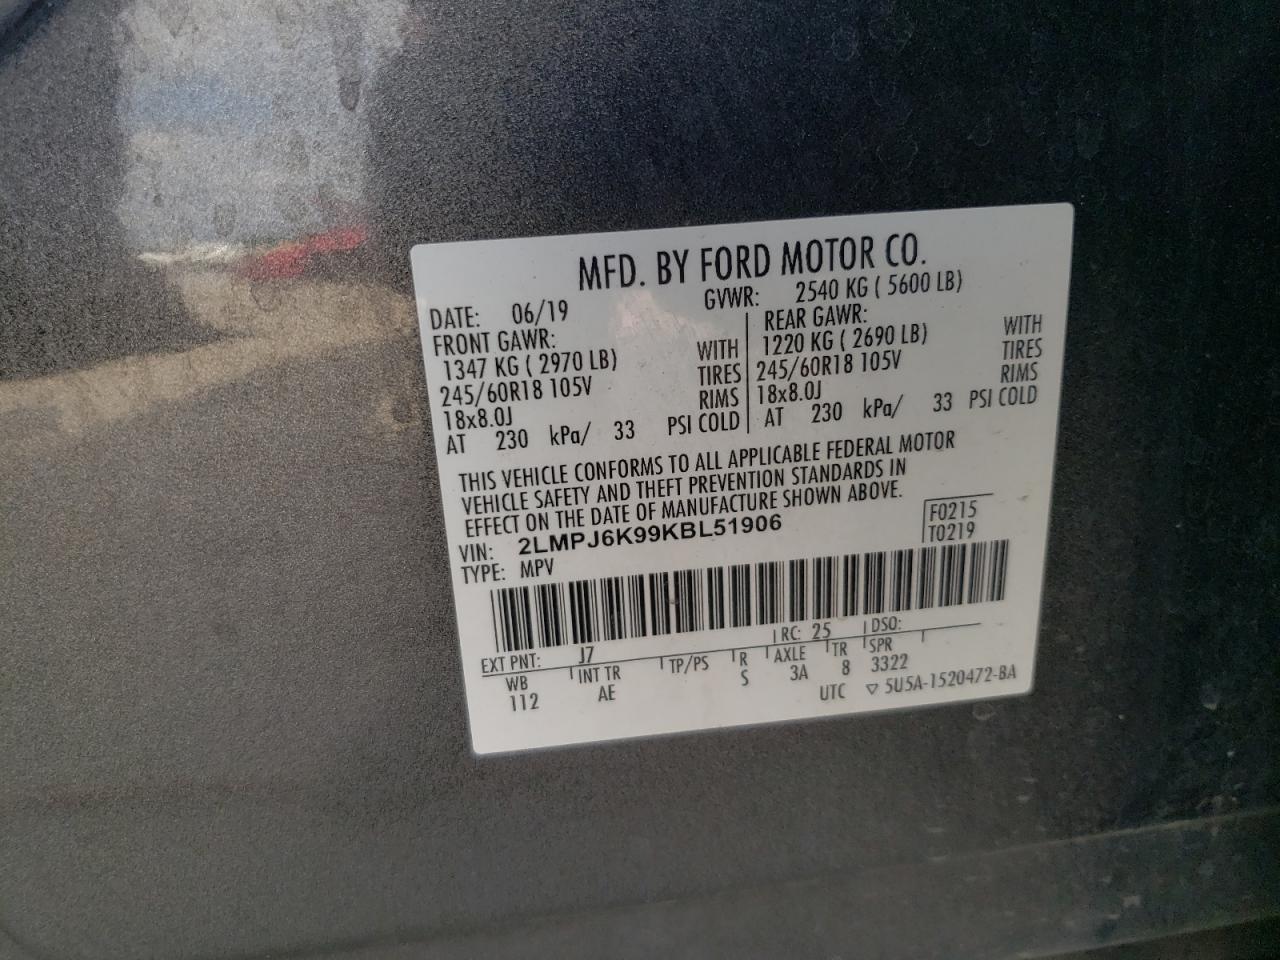 MFD. BY FORD MOTOR CO.
DATE: 06/19 GVWR: 2540 KG ( 5600 LB)
FRONT GAWR: REAR GAWR:
1347 KG ( 2970 LB) WITH 1220 KG ( 2690 LB) WITH
245/60R18 105V TIRES 245/60R18 105V TIRES
18x8.0J RIMS 18x8.0J RIMS
AT 230 kPa/ 33 PSI COLD AT 230 kPa/ 33 PSI COLD
THIS VEHICLE CONFORMS TO ALL APPLICABLE FEDERAL MOTOR
VEHICLE SAFETY AND THEFT PREVENTION STANDARDS IN
EFFECT ON THE DATE OF MANUFACTURE SHOWN ABOVE.
VIN: 2LMPJ6K99KBL51906 F0215
TYPE: MPV T0219
EXT PNT: J7 RC: 25 DSO:
WB INT TR TP/PS R AXLE TR SPR
112 AE S 3A 8 3322
UTC ▽ 5U5A-1520472-BA